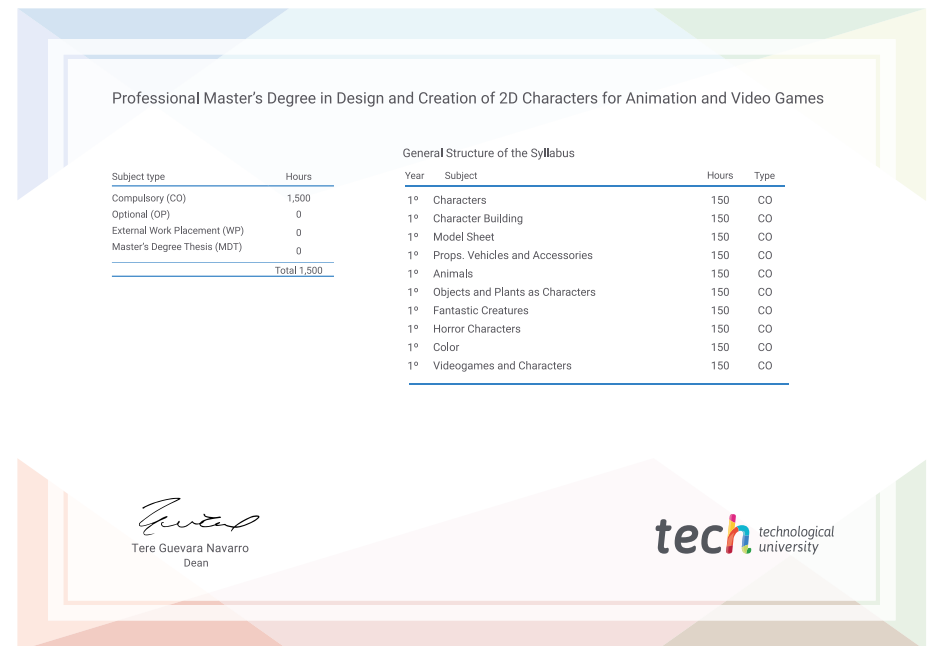 Professional Master's Degree in Design and Creation of 2D Characters for Animation and Video Games
Subject type Hours
Compulsory (CO) 1,500
Optional (OP) 0
External Work Placement (WP) 0
Master's Degree Thesis (MDT) 0
Total 1,500
General Structure of the Syllabus
Year Subject Hours Type
1º Characters 150 CO
1º Character Building 150 CO
1º Model Sheet 150 CO
1º Props. Vehicles and Accessories 150 CO
1º Animals 150 CO
1º Objects and Plants as Characters 150 CO
1º Fantastic Creatures 150 CO
1º Horror Characters 150 CO
1º Color 150 CO
1º Videogames and Characters 150 CO
Tere Guevara Navarro
Dean
tech technological
university